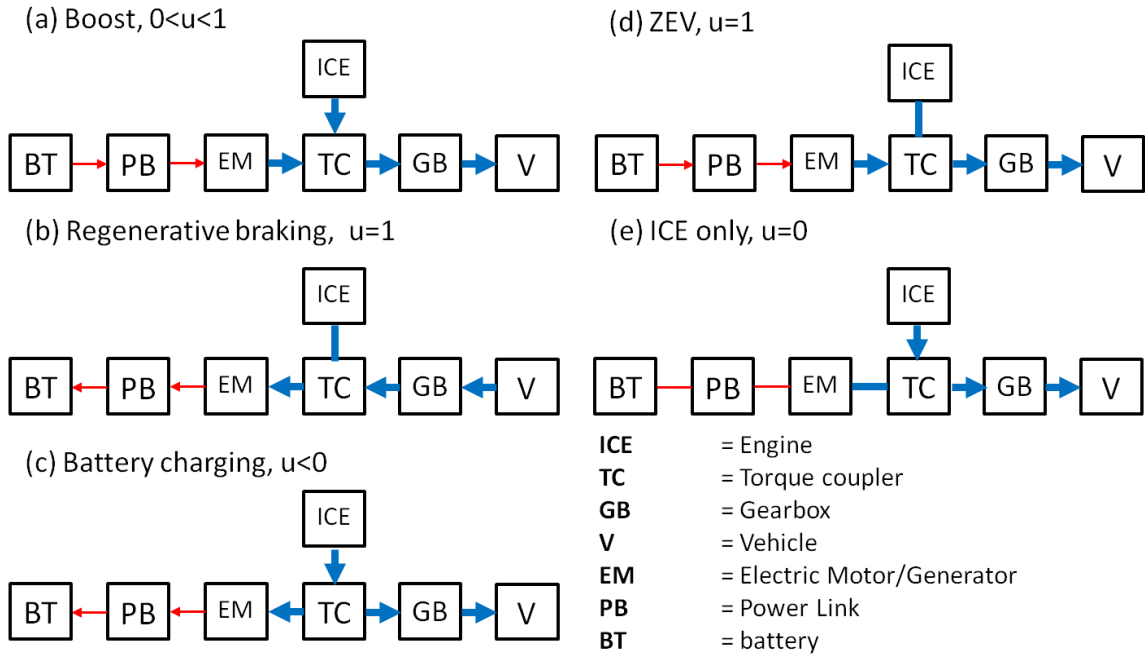 (a) Boost, 0<u<1
ICE
BT PB EM TC GB V
(b) Regenerative braking, u=1
ICE
BT PB EM TC GB V
(c) Battery charging, u<0
ICE
BT PB EM TC GB V
(d) ZEV, u=1
ICE
BT PB EM TC GB V
(e) ICE only, u=0
ICE
BT PB EM TC GB V
ICE = Engine
TC = Torque coupler
GB = Gearbox
V = Vehicle
EM = Electric Motor/Generator
PB = Power Link
BT = battery